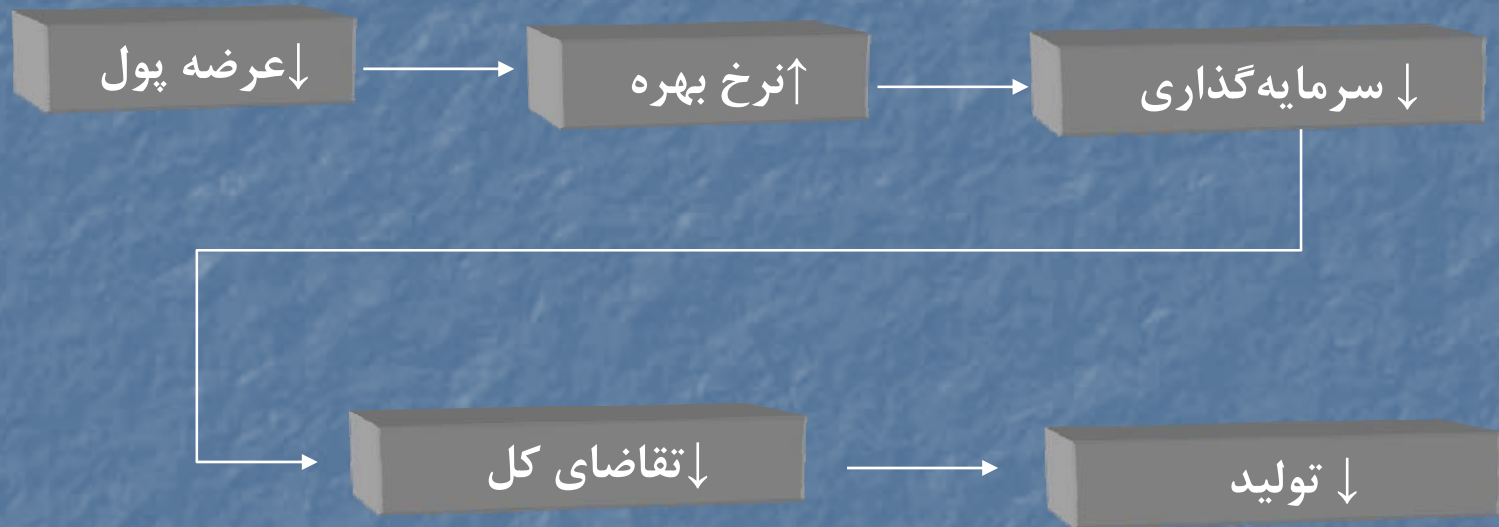 ↓عرضه پول
↑نرخ بهره
↓ سرمایه‌گذاری
↓تقاضای کل
↓ تولید